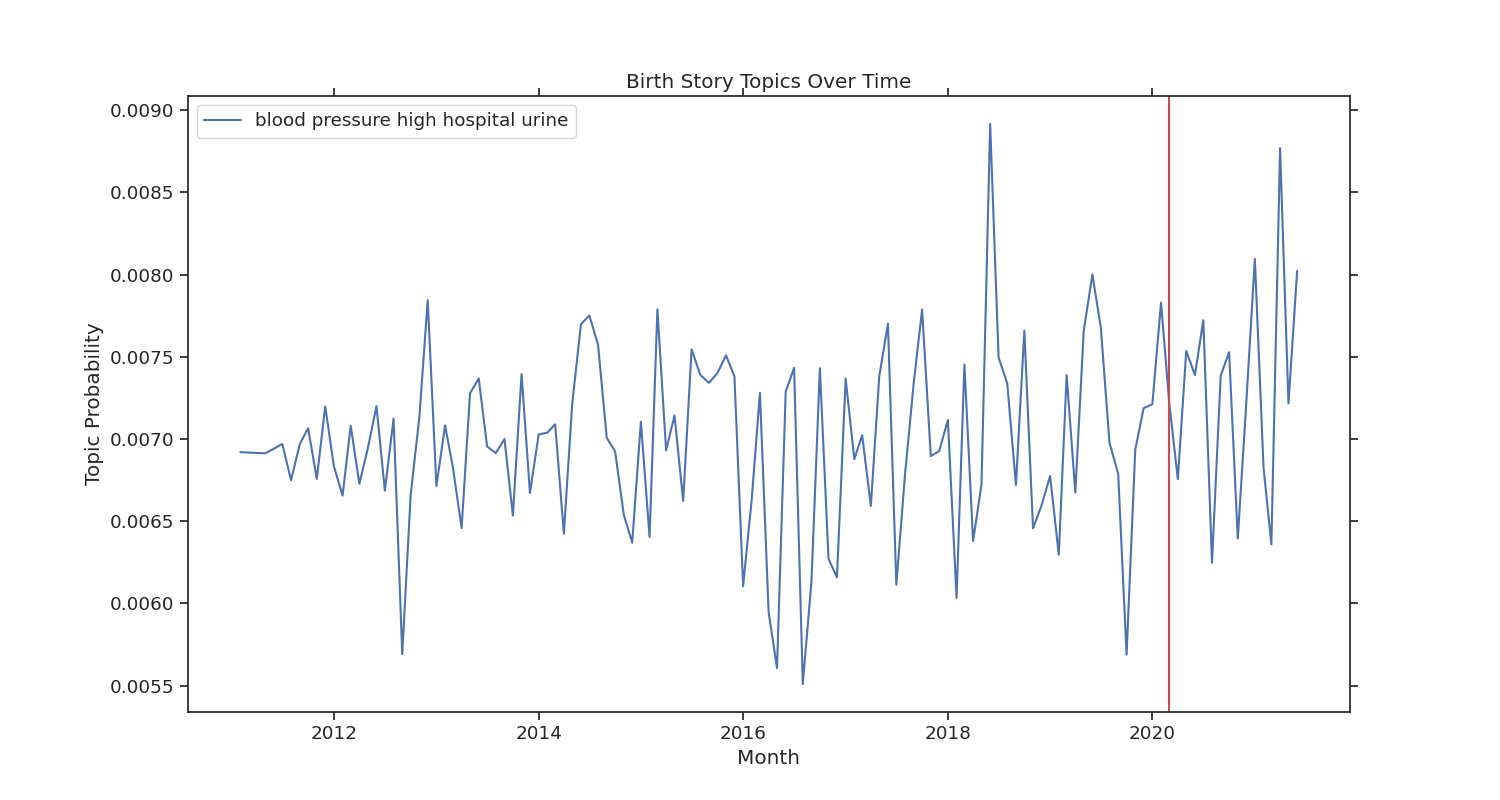 Birth Story Topics Over Time
blood pressure high hospital urine
Topic Probability
0.0090
0.0085
0.0080
0.0075
0.0070
0.0065
0.0060
0.0055
2012 2014 2016 2018 2020
Month